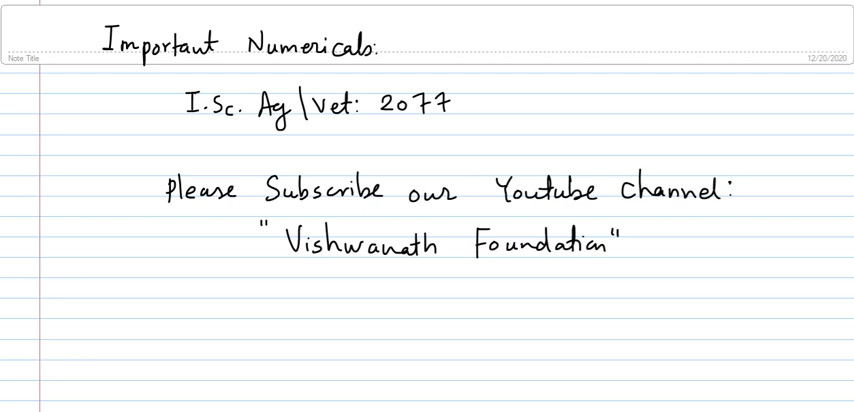 Important Numericals:
Note Title
12/20/2020
I.Sc. Ag\Vet: 2077
Please Subscribe our Youtube channel:
"Vishwanath Foundation"